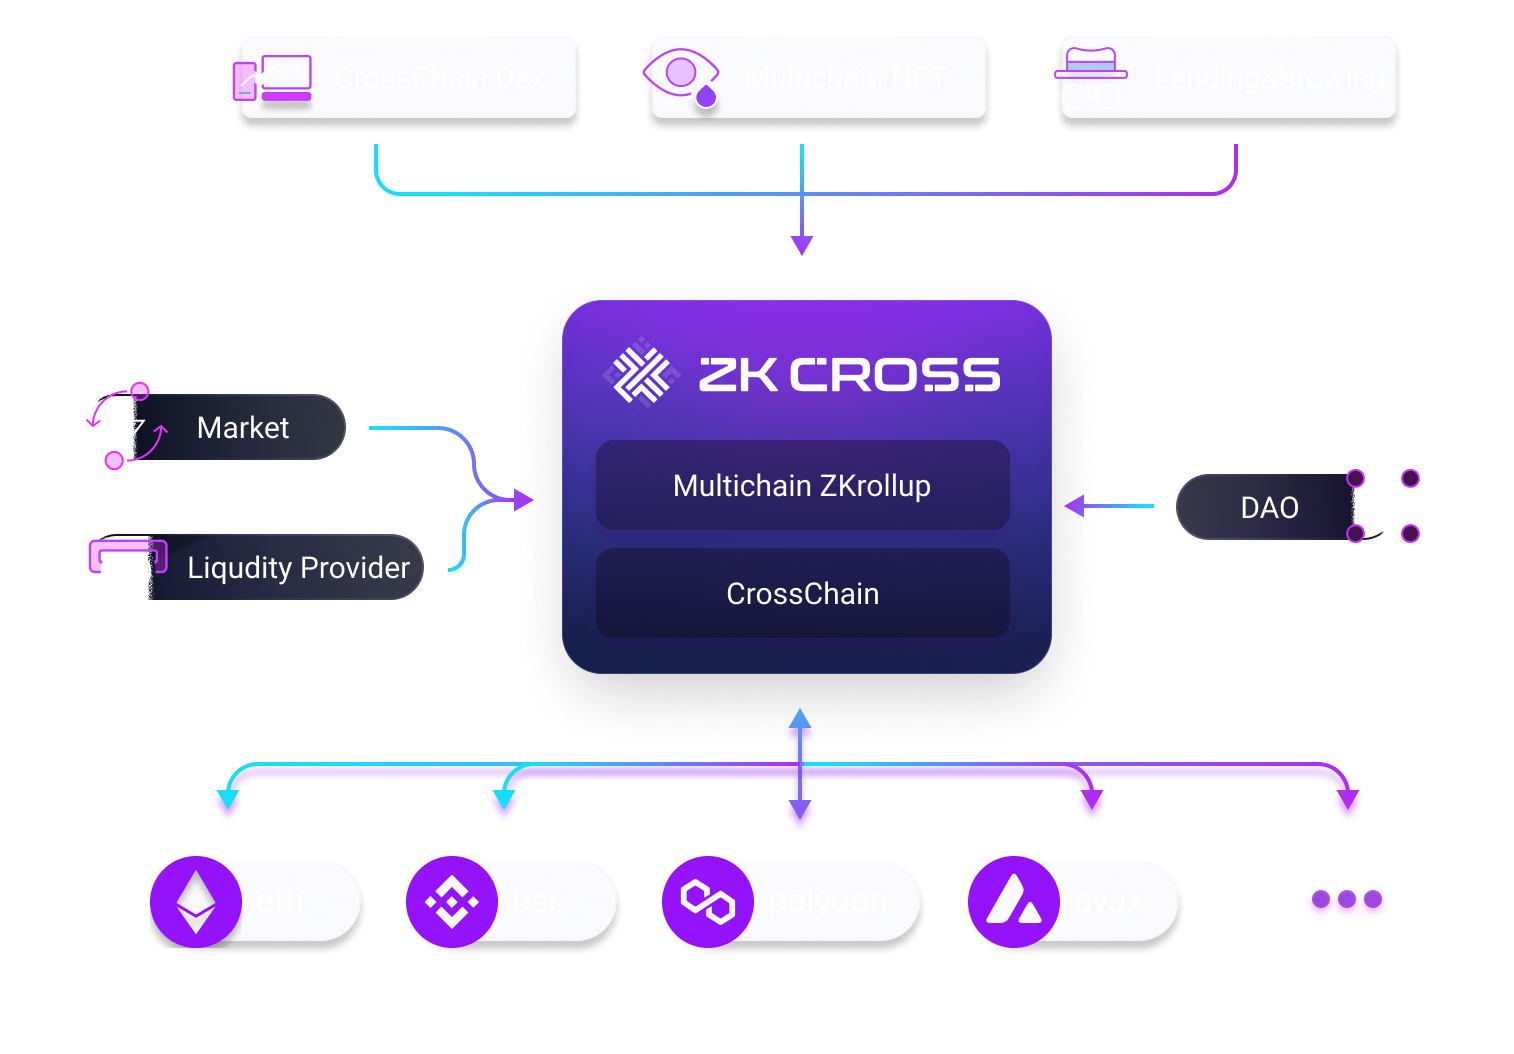 CrossChain Dex
Multichain NFT
Lending&browing
ZK CROSS
Market
Multichain ZKrollup
DAO
Liqudity Provider
CrossChain
eth
bsc
polygon
avax